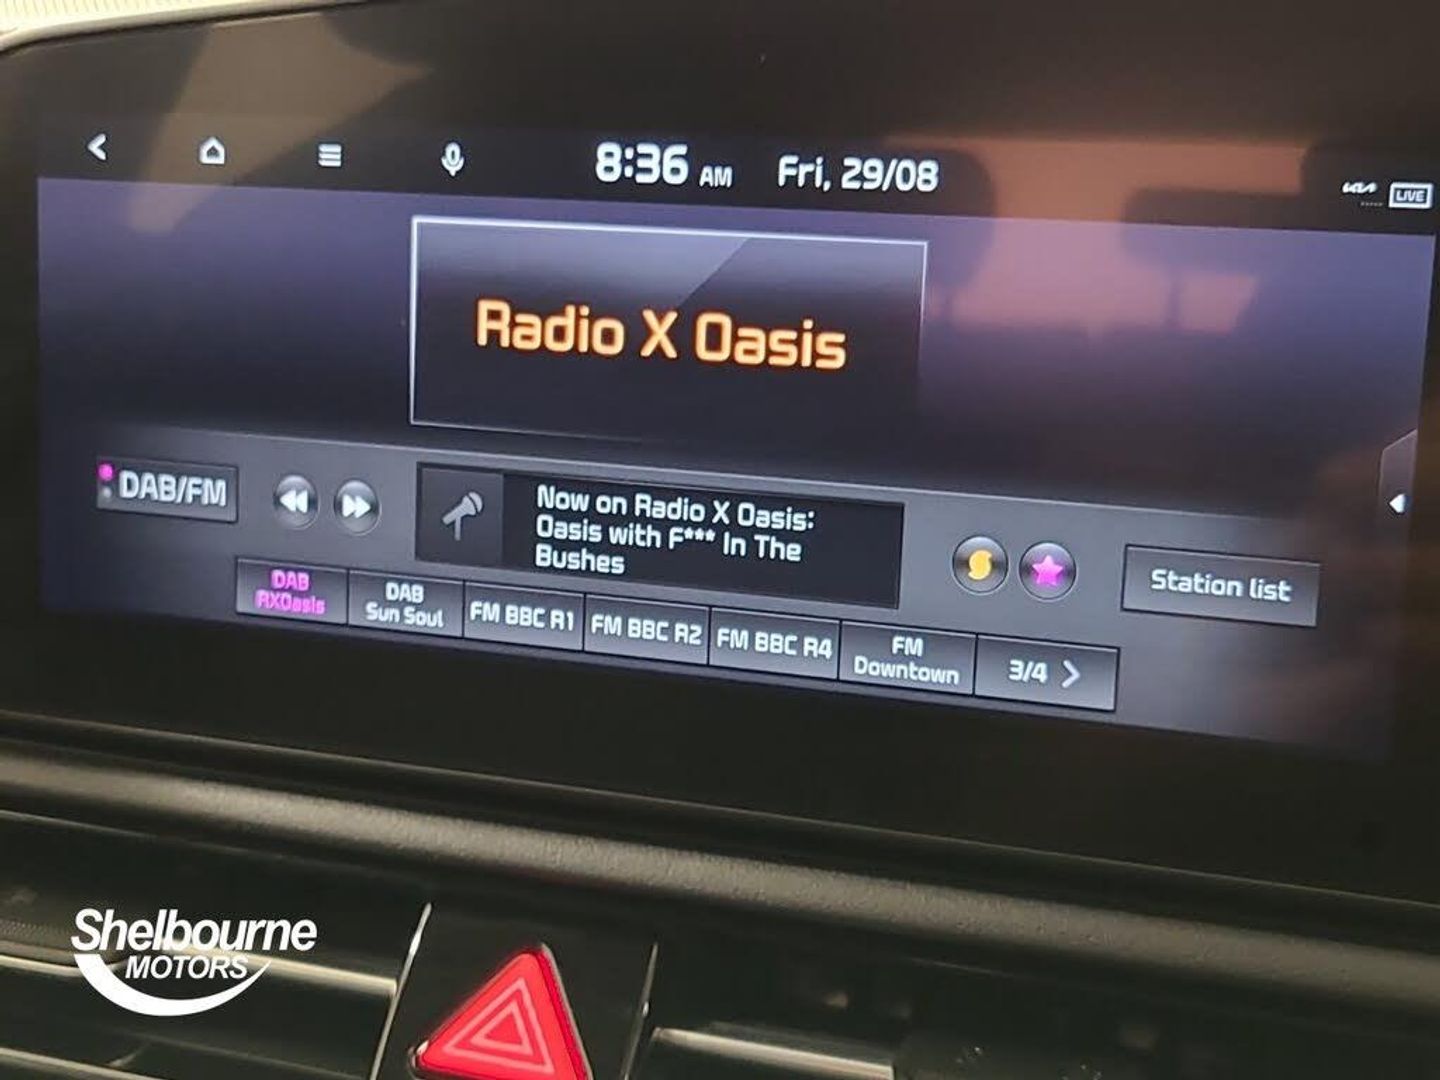 8:36 AM Fri, 29/08
LIVE
Radio X Oasis
DAB/FM
Now on Radio X Oasis:
Oasis with F*** In The
Bushes
Station list
DAB
RXOasis
DAB
Sun Soul
FM BBC R1
FM BBC R2
FM BBC R4
FM
Downtown
3/4
Shelbourne
MOTORS